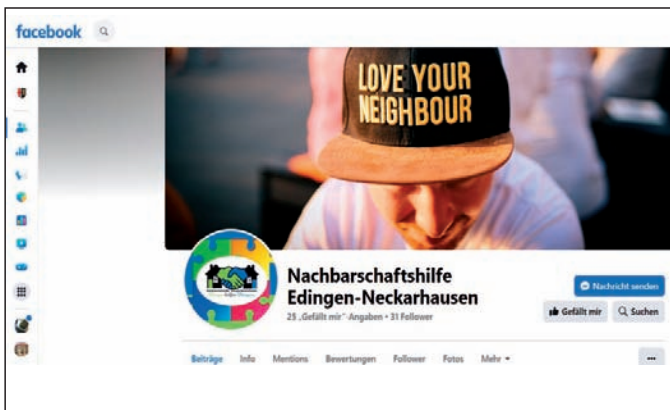 facebook
LOVE YOUR
NEIGHBOUR
Nachbarschaftshilfe
Edingen-Neckarhausen
25 „Gefällt mir“-Angaben • 31 Follower
Nachricht senden
Gefällt mir
Suchen
Beiträge Info Mentions Bewertungen Follower Fotos Mehr